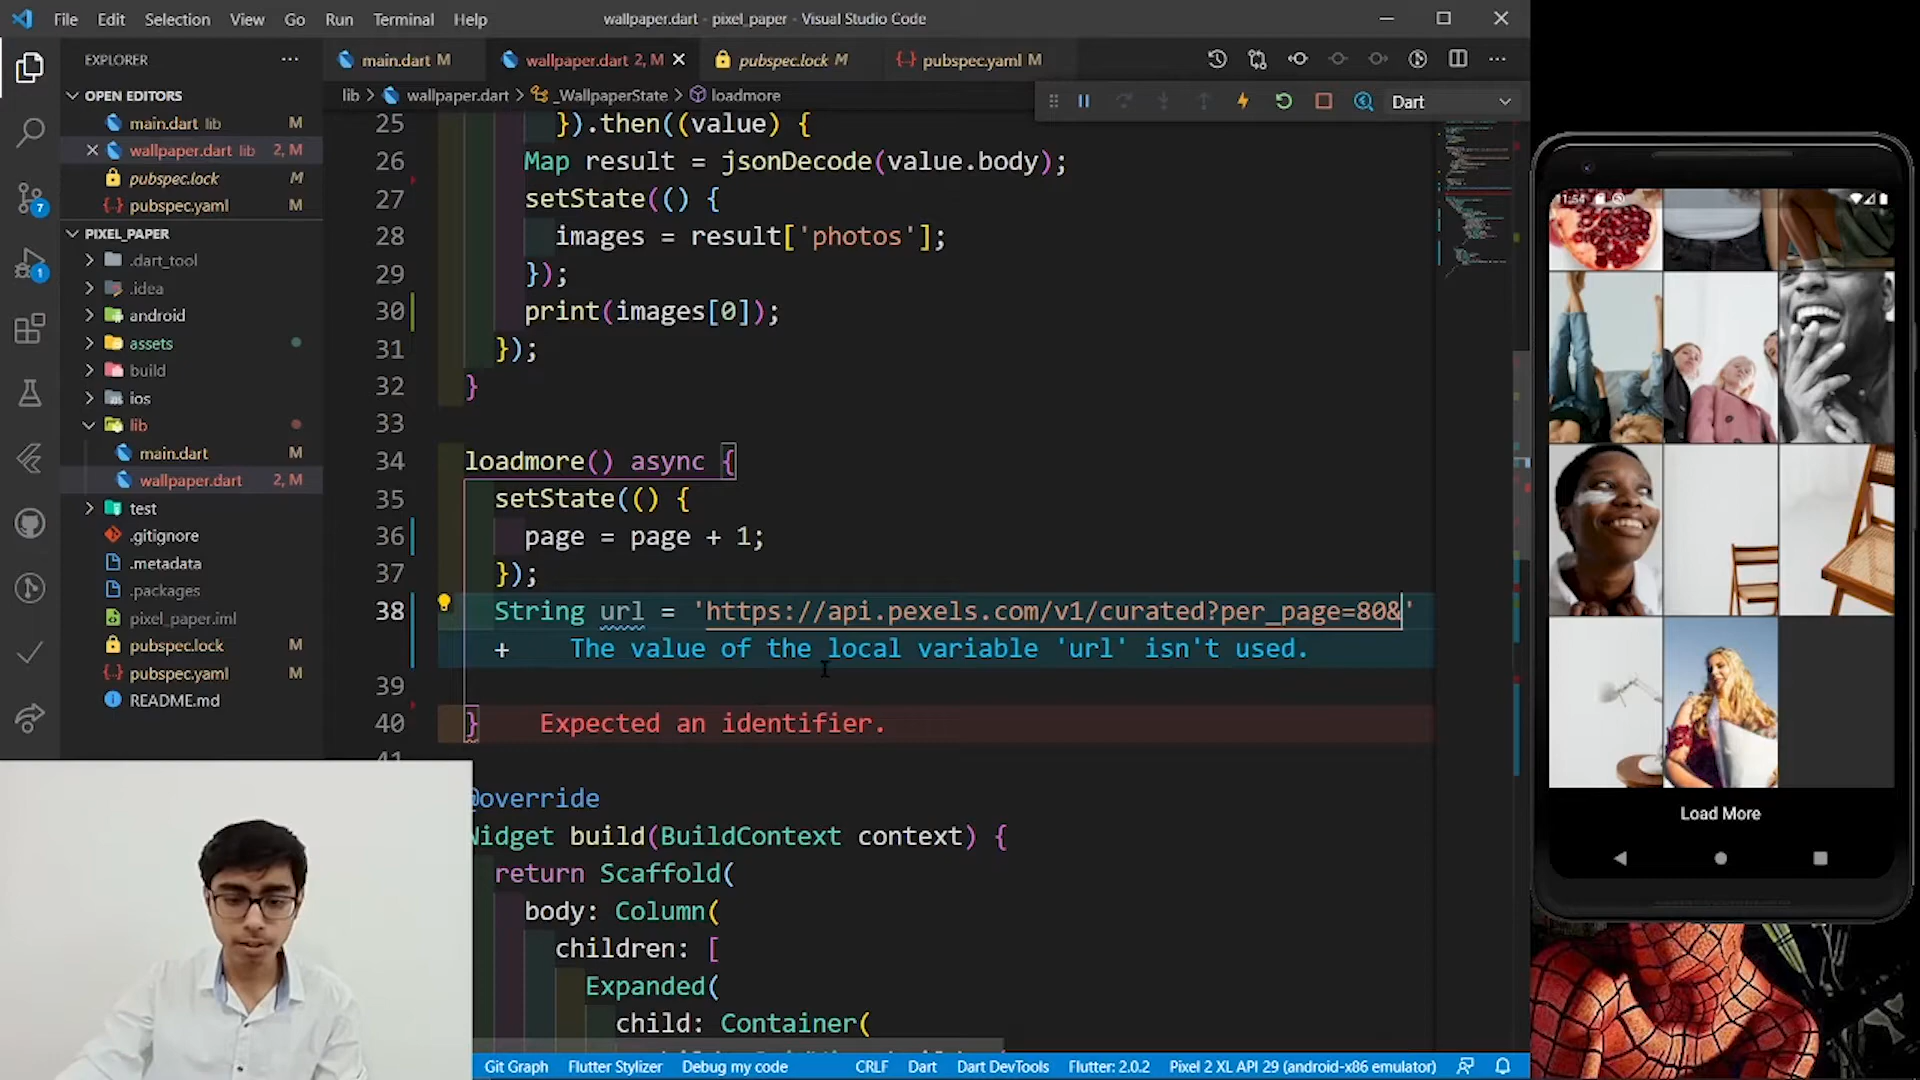 File Edit Selection View Go Run Terminal Help
wallpaper.dart - pixel_paper - Visual Studio Code
EXPLORER
main.dart M
wallpaper.dart 2, M
pubspec.lock M
pubspec.yaml M
lib > wallpaper.dart > _WallpaperState > loadmore
Dart
OPEN EDITORS
main.dart lib M
wallpaper.dart lib 2, M
pubspec.lock M
pubspec.yaml M
PIXEL_PAPER
.dart_tool
.idea
android
assets
build
ios
lib
main.dart M
wallpaper.dart 2, M
test
.gitignore
.metadata
.packages
pixel_paper.iml
pubspec.lock M
pubspec.yaml M
README.md
7
1
25 }).then((value) {
26 Map result = jsonDecode(value.body);
27 setState(() {
28 images = result['photos'];
29 });
30 print(images[0]);
31 });
32 }
33
34 loadmore() async {
35 setState(() {
36 page = page + 1;
37 });
38 String url = 'https://api.pexels.com/v1/curated?per_page=80&'
+ The value of the local variable 'url' isn't used.
39
40 } Expected an identifier.
@override
Widget build(BuildContext context) {
return Scaffold(
body: Column(
children: [
Expanded(
child: Container(
Git Graph Flutter Stylizer Debug my code CRLF Dart Dart DevTools Flutter: 2.0.2 Pixel 2 XL API 29 (android-x86 emulator)
11:54
Load More